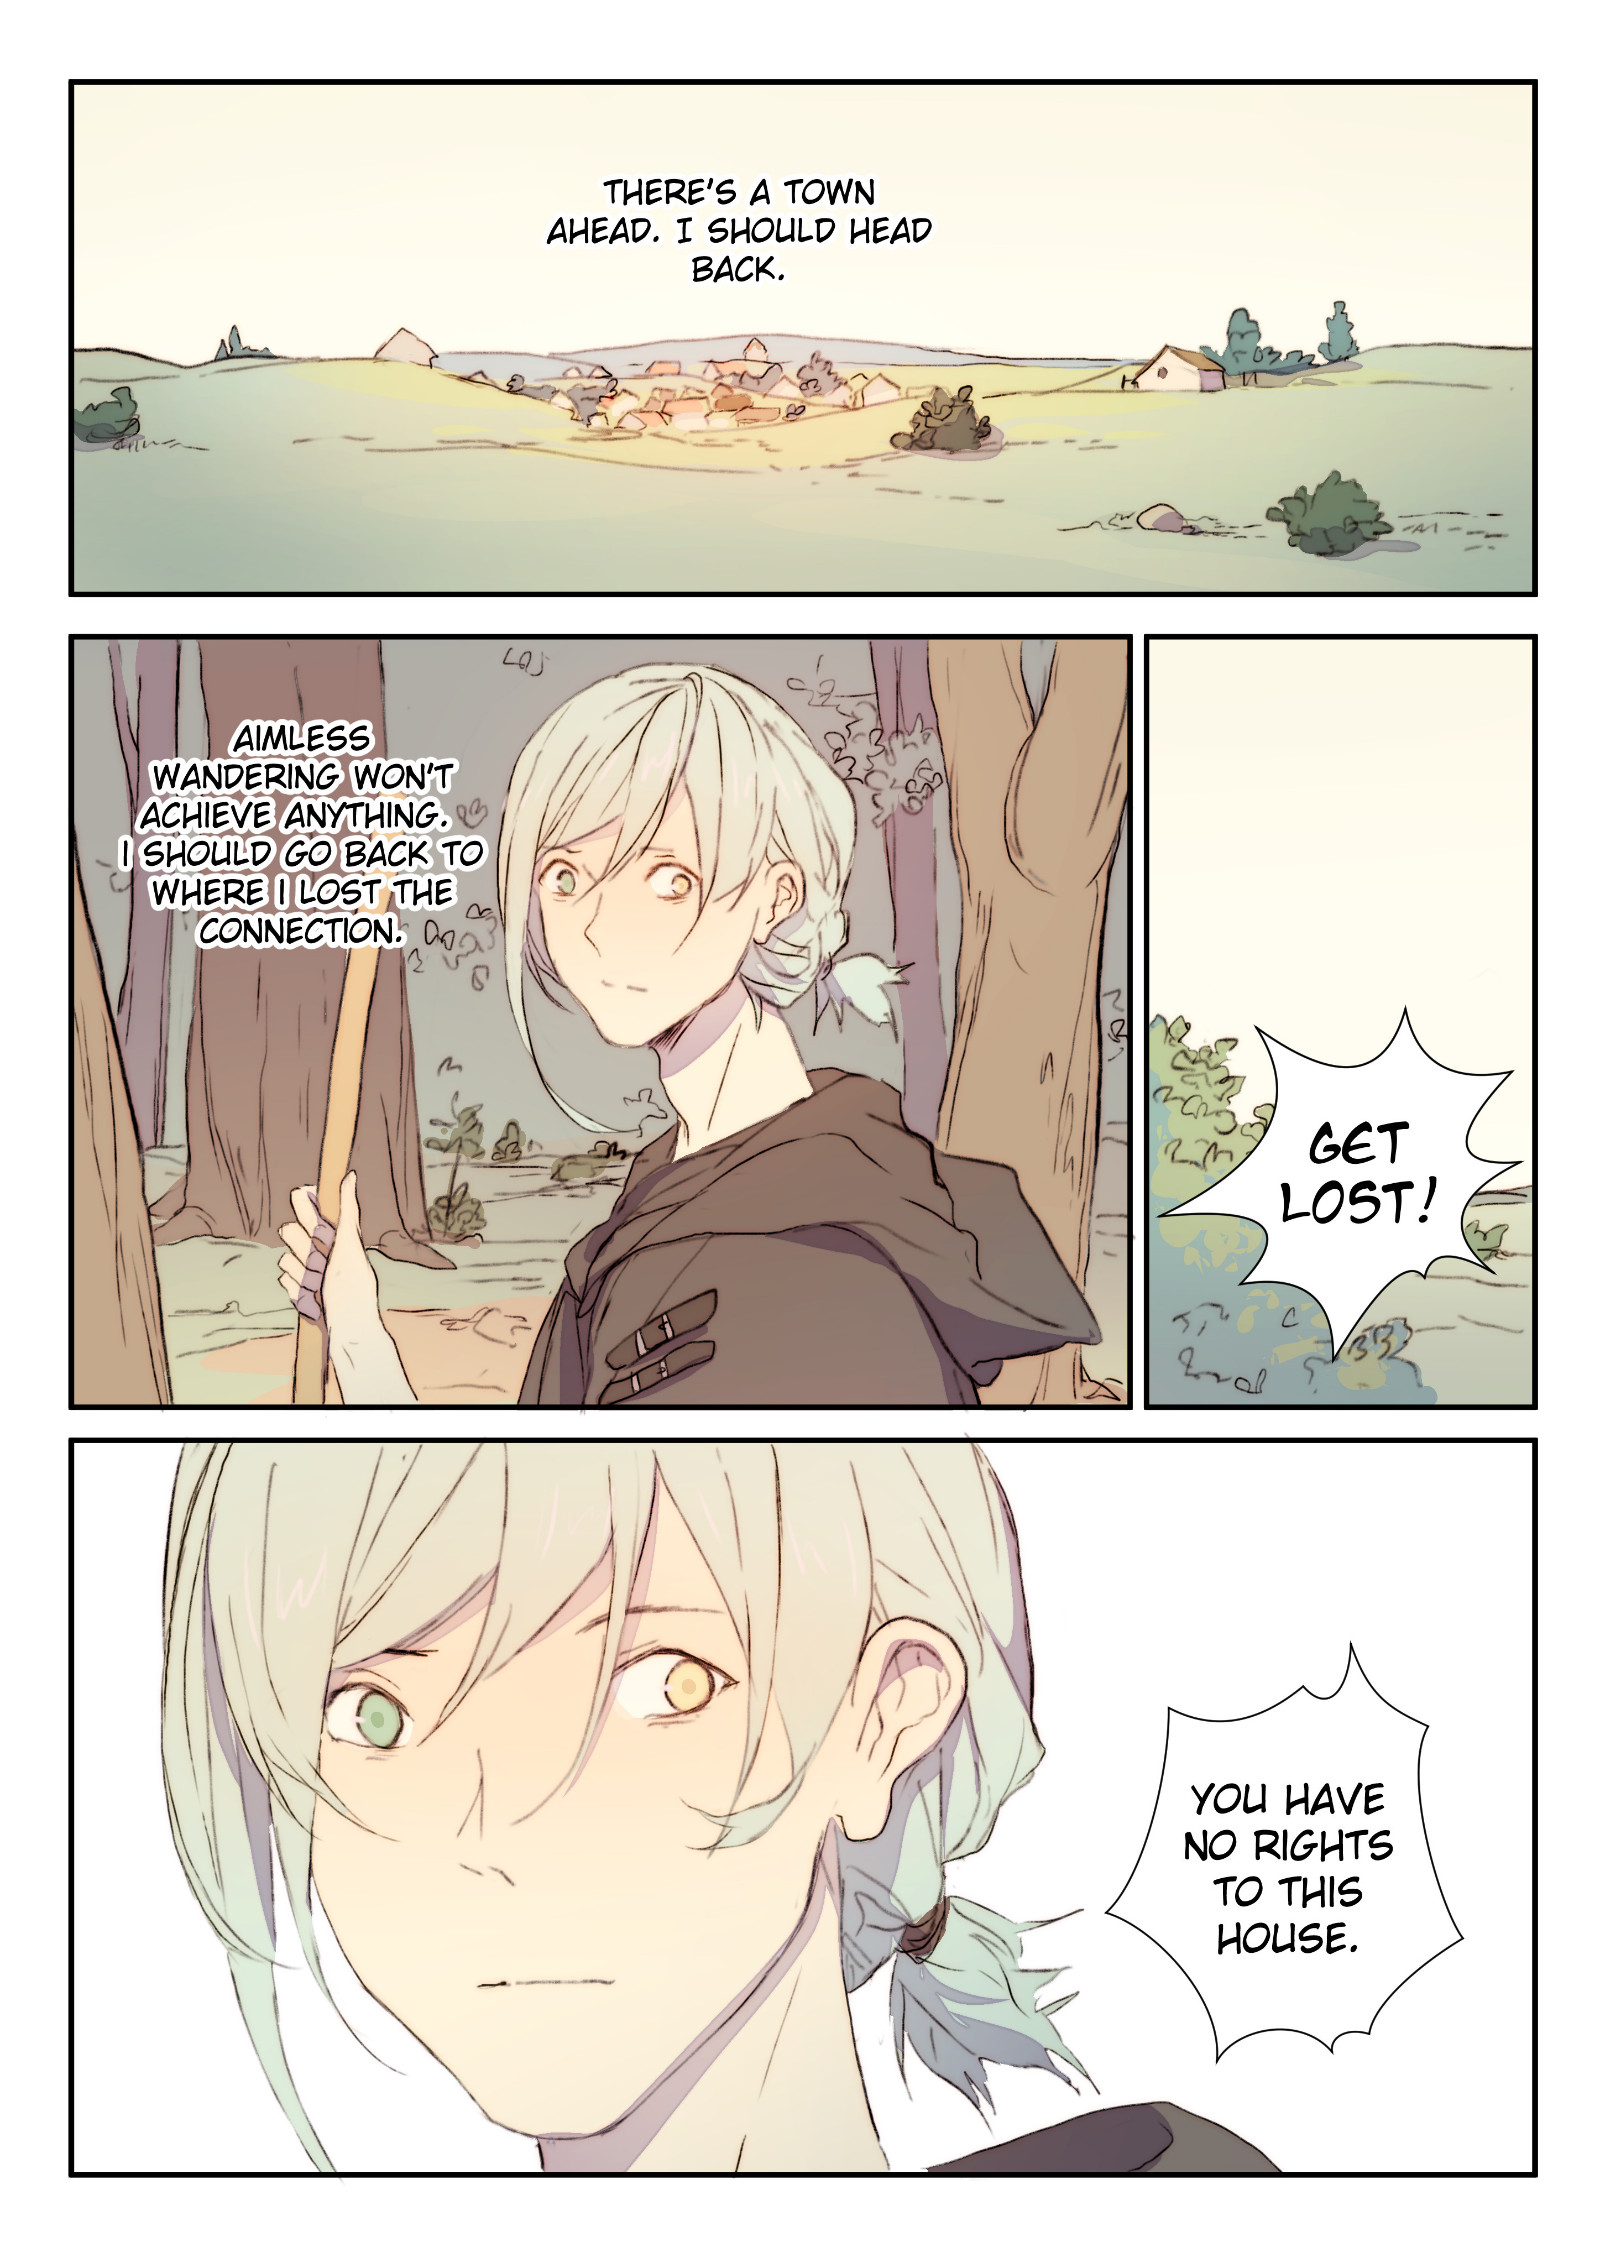 THERE'S A TOWN
AHEAD. I SHOULD HEAD
BACK.
AIMLESS
WANDERING WON'T
ACHIEVE ANYTHING.
I SHOULD GO BACK TO
WHERE I LOST THE
CONNECTION.
GET
LOST!
YOU HAVE
NO RIGHTS
TO THIS
HOUSE.